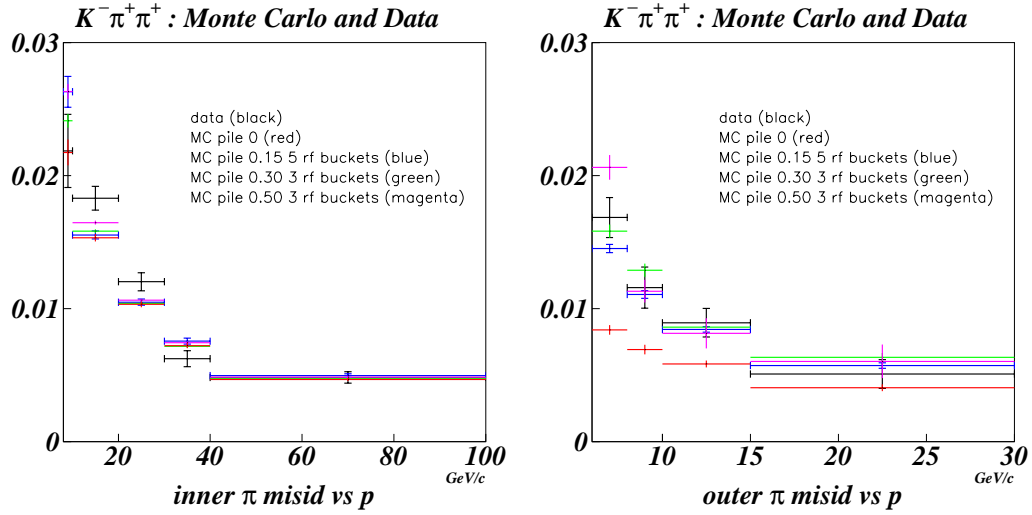 K⁻π⁺π⁺ : Monte Carlo and Data
0.03
0.02
0.01
0
data (black)
MC pile 0 (red)
MC pile 0.15 5 rf buckets (blue)
MC pile 0.30 3 rf buckets (green)
MC pile 0.50 3 rf buckets (magenta)
20 40 60 80 100
GeV/c
inner π misid vs p
K⁻π⁺π⁺ : Monte Carlo and Data
0.03
0.02
0.01
0
data (black)
MC pile 0 (red)
MC pile 0.15 5 rf buckets (blue)
MC pile 0.30 3 rf buckets (green)
MC pile 0.50 3 rf buckets (magenta)
10 15 20 25 30
GeV/c
outer π misid vs p